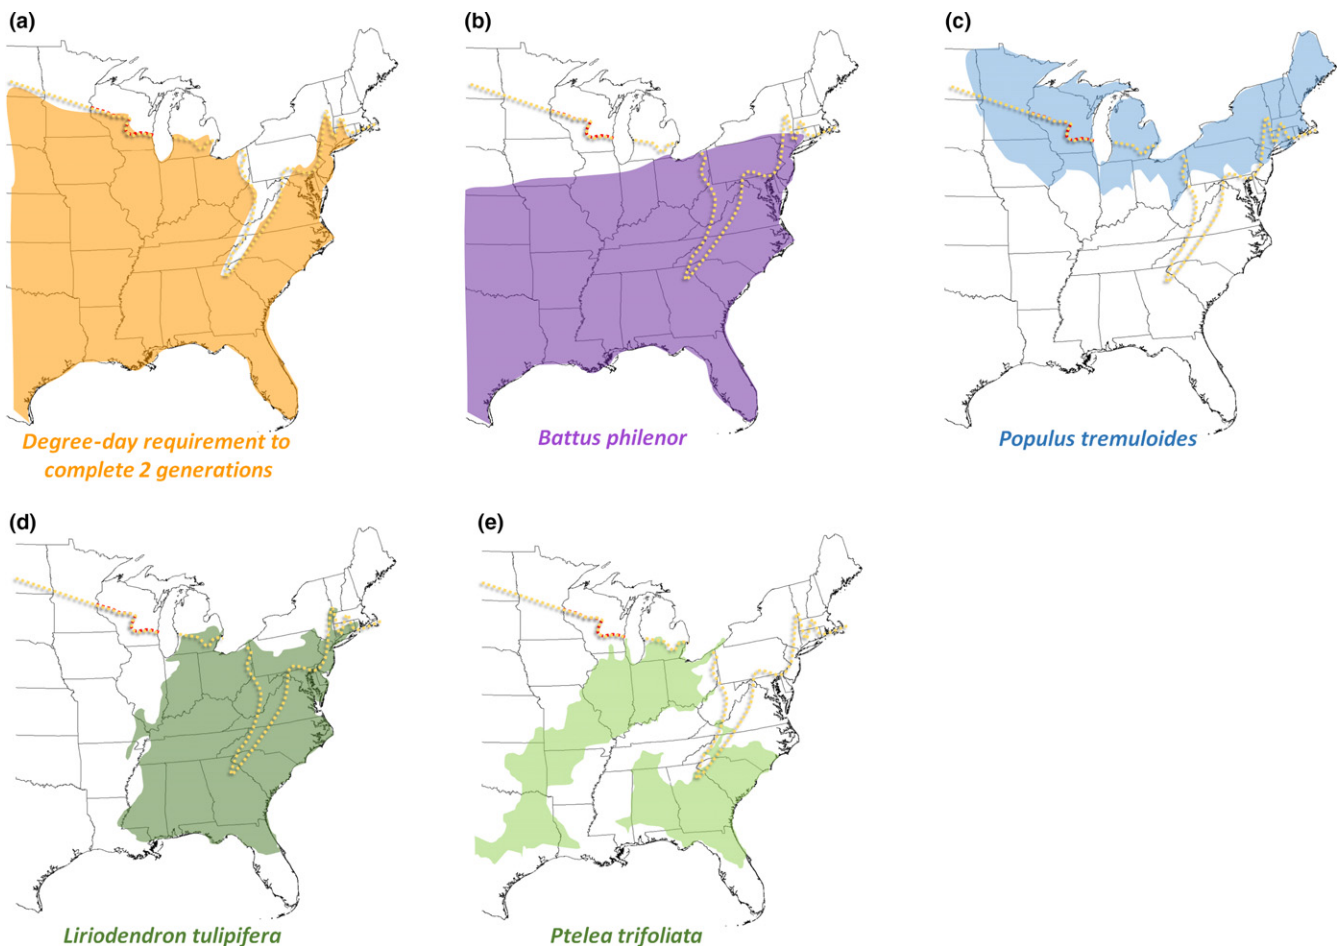 (a)
(b)
(c)
Degree-day requirement to
complete 2 generations
Battus philenor
Populus tremuloides
(d)
(e)
Liriodendron tulipifera
Ptelea trifoliata